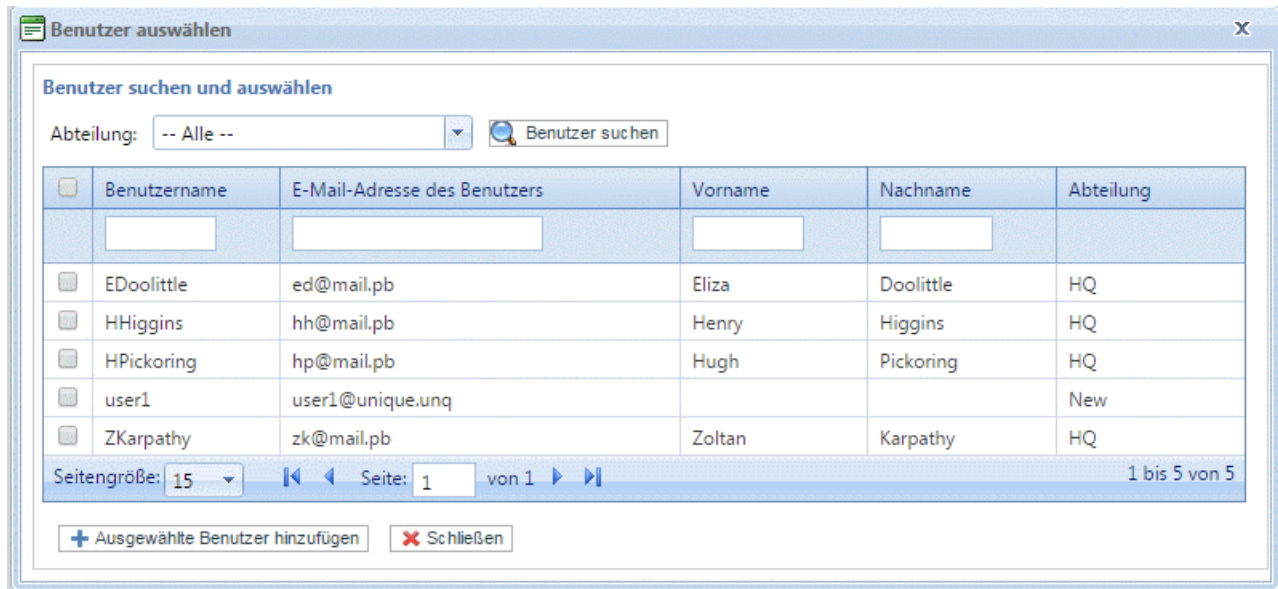 Benutzer auswählen X
Benutzer suchen und auswählen
Abteilung: -- Alle -- Benutzer suchen
Benutzername E-Mail-Adresse des Benutzers Vorname Nachname Abteilung
EDoolittle ed@mail.pb Eliza Doolittle HQ
HHiggins hh@mail.pb Henry Higgins HQ
HPickoring hp@mail.pb Hugh Pickoring HQ
user1 user1@unique.unq New
ZKarpathy zk@mail.pb Zoltan Karpathy HQ
Seitengröße: 15 Seite: 1 von 1 1 bis 5 von 5
Ausgewählte Benutzer hinzufügen Schließen